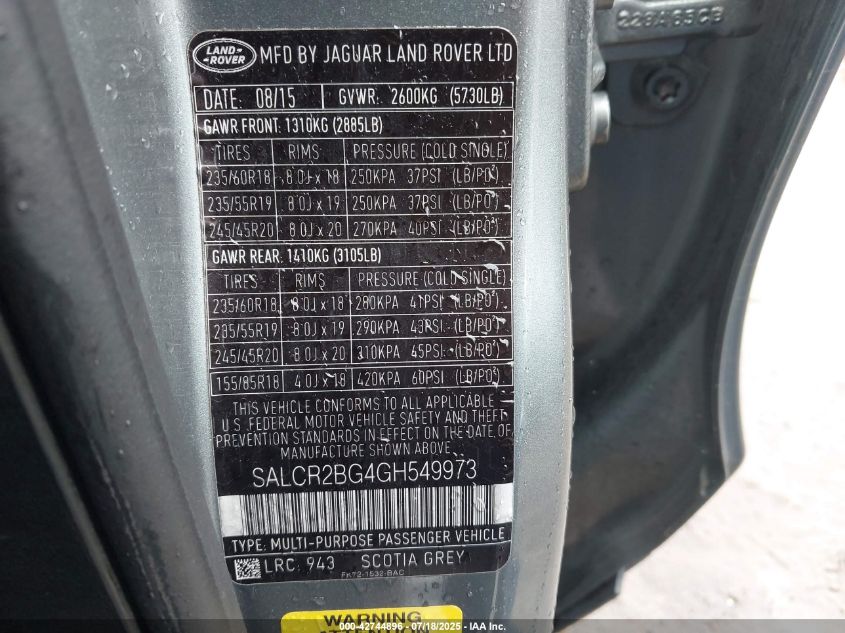 223A65CB
LAND ROVER MFD BY JAGUAR LAND ROVER LTD
DATE: 08/15 GVWR: 2600KG (5730LB)
GAWR FRONT: 1310KG (2885LB)
TIRES RIMS PRESSURE (COLD SINGLE)
235/60R18 8.0J x 18 250KPA 37PSI (LB/PO²)
235/55R19 8.0J x 19 250KPA 37PSI (LB/PO²)
245/45R20 8.0J x 20 270KPA 40PSI (LB/PO²)
GAWR REAR: 1410KG (3105LB)
TIRES RIMS PRESSURE (COLD SINGLE)
235/60R18 8.0J x 18 280KPA 41PSI (LB/PO²)
235/55R19 8.0J x 19 290KPA 43PSI (LB/PO²)
245/45R20 8.0J x 20 310KPA 45PSI (LB/PO²)
155/85R18 4.0J x 18 420KPA 60PSI (LB/PO²)
THIS VEHICLE CONFORMS TO ALL APPLICABLE
U.S. FEDERAL MOTOR VEHICLE SAFETY AND THEFT
PREVENTION STANDARDS IN EFFECT ON THE DATE OF
MANUFACTURE SHOWN ABOVE
SALCR2BG4GH549973
TYPE: MULTI-PURPOSE PASSENGER VEHICLE
LRC: 943 SCOTIA GREY
FK72-1532-BAC
WARNING
© COPY: 42744896 - 07/18/2025 - IAA Inc.